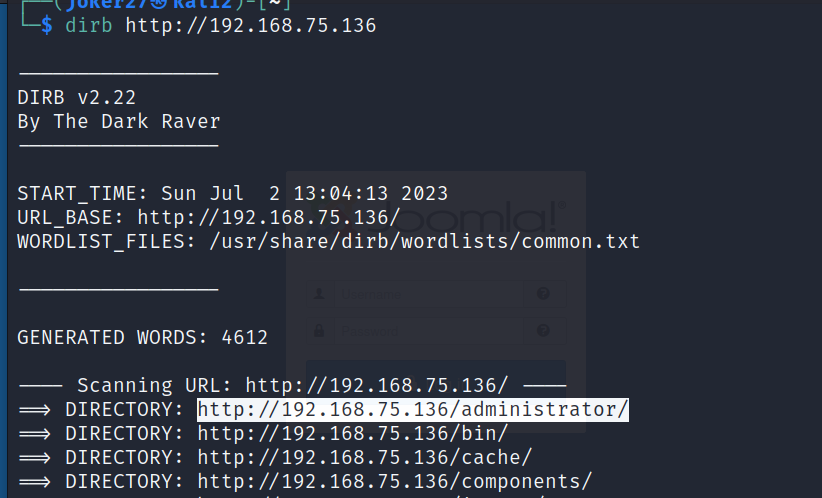 ┌──(joker27㉿kali2)-[~]
└─$ dirb http://192.168.75.136
-----------------
DIRB v2.22
By The Dark Raver
-----------------
START_TIME: Sun Jul  2 13:04:13 2023
URL_BASE: http://192.168.75.136/
WORDLIST_FILES: /usr/share/dirb/wordlists/common.txt
-----------------
Joomla!®
GENERATED WORDS: 4612
---- Scanning URL: http://192.168.75.136/ ----
==> DIRECTORY: http://192.168.75.136/administrator/
==> DIRECTORY: http://192.168.75.136/bin/
==> DIRECTORY: http://192.168.75.136/cache/
==> DIRECTORY: http://192.168.75.136/components/